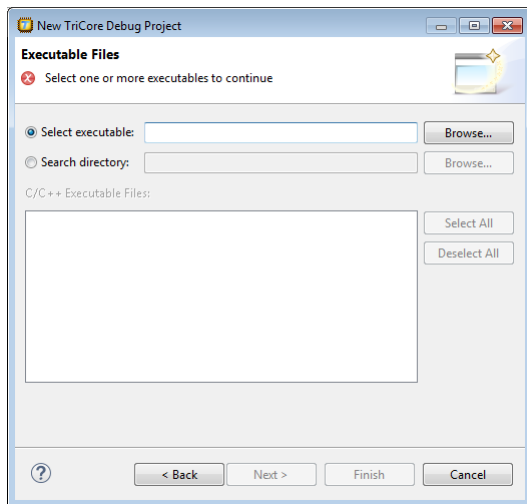 New TriCore Debug Project
Executable Files
Select one or more executables to continue
Select executable:
Browse...
Search directory:
Browse...
C/C++ Executable Files:
Select All
Deselect All
?
< Back
Next >
Finish
Cancel